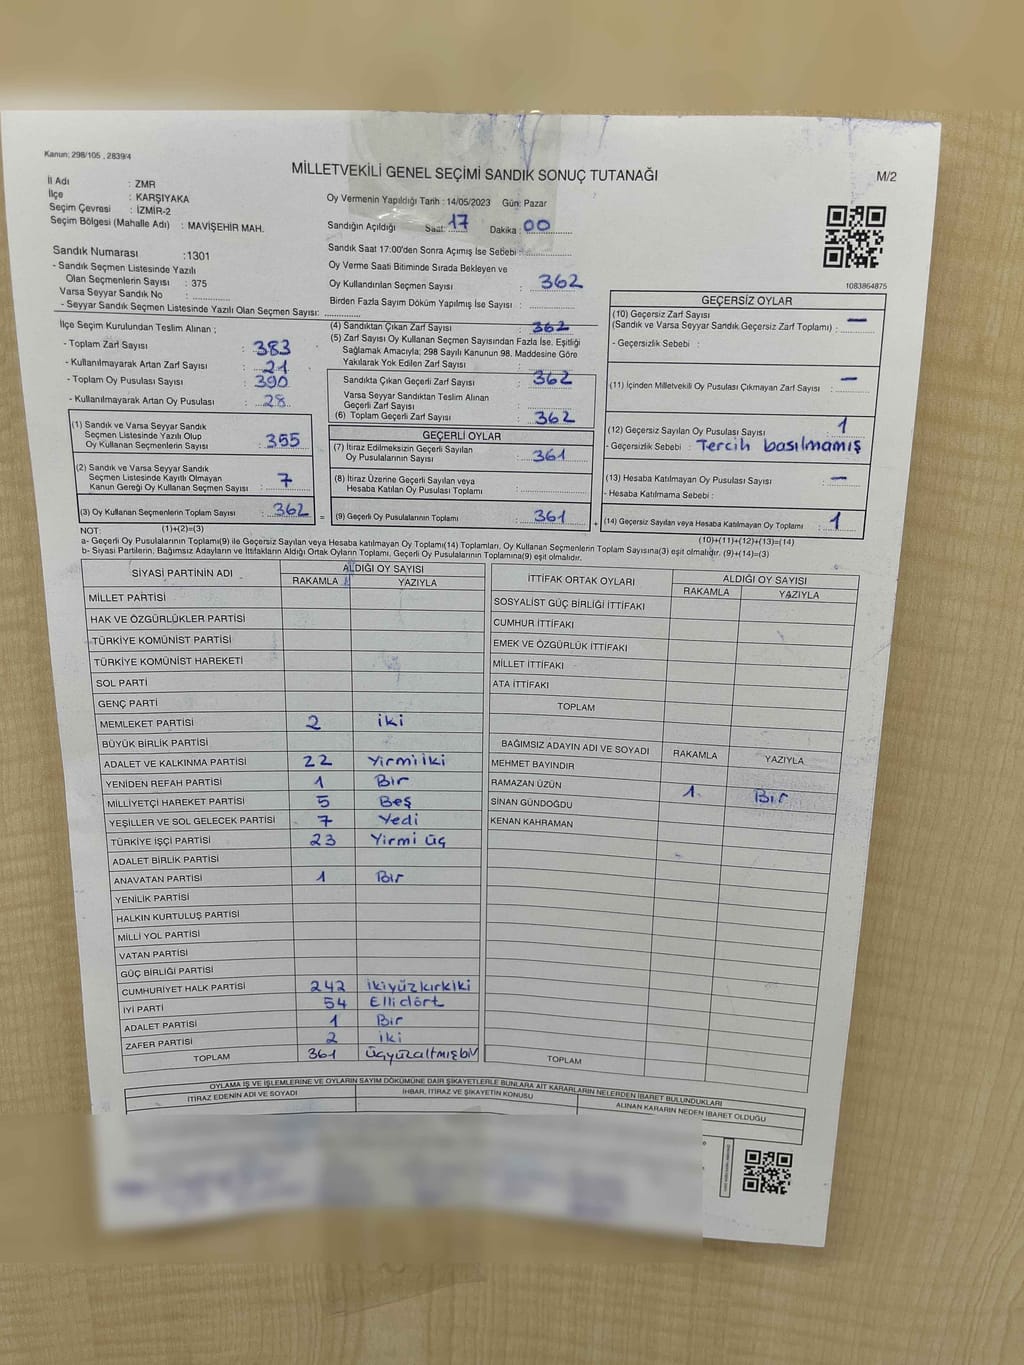 Kanun: 298/105 , 2839/4
MİLLETVEKİLİ GENEL SEÇİMİ SANDIK SONUÇ TUTANAĞI
M/2
İl Adı : ZMR
İlçe : KARŞIYAKA
Seçim Çevresi : İZMİR-2
Seçim Bölgesi (Mahalle Adı) : MAVİŞEHİR MAH.
Oy Vermenin Yapıldığı Tarih : 14/05/2023 Gün: Pazar
Sandığın Açıldığı Saat: 17 Dakika: 00
Sandık Saat 17:00'den Sonra Açımış İse Sebebi :
Oy Verme Saati Bitiminde Sırada Bekleyen ve
Oy Kullandırılan Seçmen Sayısı : 362
Birden Fazla Sayım Döküm Yapılmış İse Sayısı :
1083864875
Sandık Numarası : 1301
- Sandık Seçmen Listesinde Yazılı
Olan Seçmenlerin Sayısı : 375
Varsa Seyyar Sandık No :
- Seyyar Sandık Seçmen Listesinde Yazılı Olan Seçmen Sayısı:
İlçe Seçim Kurulundan Teslim Alınan ;
- Toplam Zarf Sayısı : 383
- Kullanılmayarak Artan Zarf Sayısı : 21
- Toplam Oy Pusulası Sayısı : 390
- Kullanılmayarak Artan Oy Pusulası : 28
(1) Sandık ve Varsa Seyyar Sandık
Seçmen Listesinde Yazılı Olup
Oy Kullanan Seçmenlerin Sayısı : 355
(2) Sandık ve Varsa Seyyar Sandık
Seçmen Listesinde Kayıtlı Olmayan
Kanun Gereği Oy Kullanan Seçmen Sayısı : 7
(3) Oy Kullanan Seçmenlerin Toplam Sayısı : 362
(4) Sandıktan Çıkan Zarf Sayısı : 362
(5) Zarf Sayısı Oy Kullanan Seçmen Sayısından Fazla İse, Eşitliği
Sağlamak Amacıyla; 298 Sayılı Kanunun 98. Maddesine Göre
Yakılarak Yok Edilen Zarf Sayısı :
Sandıkta Çıkan Geçerli Zarf Sayısı : 362
Varsa Seyyar Sandıktan Teslim Alınan
Geçerli Zarf Sayısı :
(6) Toplam Geçerli Zarf Sayısı : 362
GEÇERLİ OYLAR
(7) İtiraz Edilmeksizin Geçerli Sayılan
Oy Pusulalarının Sayısı : 361
(8) İtiraz Üzerine Geçerli Sayılan veya
Hesaba Katılan Oy Pusulası Toplamı :
= (9) Geçerli Oy Pusulalarının Toplamı : 361
GEÇERSİZ OYLAR
(10) Geçersiz Zarf Sayısı
(Sandık ve Varsa Seyyar Sandık Geçersiz Zarf Toplamı) : —
- Geçersizlik Sebebi :
(11) İçinden Milletvekili Oy Pusulası Çıkmayan Zarf Sayısı : —
(12) Geçersiz Sayılan Oy Pusulası Sayısı : 1
- Geçersizlik Sebebi : Tercih basılmamış
(13) Hesaba Katılmayan Oy Pusulası Sayısı : —
- Hesaba Katılmama Sebebi :
+ (14) Geçersiz Sayılan veya Hesaba Katılmayan Oy Toplamı : 1
NOT: (1)+(2)=(3)
(10)+(11)+(12)+(13)=(14)
a- Geçerli Oy Pusulalarının Toplamı(9) ile Geçersiz Sayılan veya Hesaba katılmayan Oy Toplamı(14) Toplamları, Oy Kullanan Seçmenlerin Toplam Sayısına(3) eşit olmalıdır. (9)+(14)=(3)
b- Siyasi Partilerin, Bağımsız Adayların ve İttifakların Aldığı Ortak Oyların Toplamı, Geçerli Oy Pusulalarının Toplamına(9) eşit olmalıdır.
SİYASİ PARTİNİN ADI ALDIĞI OY SAYISI
RAKAMLA YAZIYLA
MİLLET PARTİSİ
HAK VE ÖZGÜRLÜKLER PARTİSİ
TÜRKİYE KOMÜNİST PARTİSİ
TÜRKİYE KOMÜNİST HAREKETİ
SOL PARTİ
GENÇ PARTİ
MEMLEKET PARTİSİ 2 iki
BÜYÜK BİRLİK PARTİSİ
ADALET VE KALKINMA PARTİSİ 22 Yirmi iki
YENİDEN REFAH PARTİSİ 1 Bir
MİLLİYETÇİ HAREKET PARTİSİ 5 Beş
YEŞİLLER VE SOL GELECEK PARTİSİ 7 Yedi
TÜRKİYE İŞÇİ PARTİSİ 23 Yirmi üç
ADALET BİRLİK PARTİSİ
ANAVATAN PARTİSİ 1 Bir
YENİLİK PARTİSİ
HALKIN KURTULUŞ PARTİSİ
MİLLİ YOL PARTİSİ
VATAN PARTİSİ
GÜÇ BİRLİĞİ PARTİSİ
CUMHURİYET HALK PARTİSİ 242 ikiyüzkırkiki
İYİ PARTİ 54 Ellidört
ADALET PARTİSİ 1 Bir
ZAFER PARTİSİ 2 iki
TOPLAM 361 üçyüzaltmışbir
İTTİFAK ORTAK OYLARI ALDIĞI OY SAYISI
RAKAMLA YAZIYLA
SOSYALİST GÜÇ BİRLİĞİ İTTİFAKI
CUMHUR İTTİFAKI
EMEK VE ÖZGÜRLÜK İTTİFAKI
MİLLET İTTİFAKI
ATA İTTİFAKI
TOPLAM
BAĞIMSIZ ADAYIN ADI VE SOYADI RAKAMLA YAZIYLA
MEHMET BAYINDIR
RAMAZAN ÜZÜN 1 Bir
SİNAN GÜNDOĞDU
KENAN KAHRAMAN
TOPLAM
OYLAMA İŞ VE İŞLEMLERİNE VE OYLARIN SAYIM DÖKÜMÜNE DAİR ŞİKAYETLERLE BUNLARA AİT KARARLARIN NELERDEN İBARET BULUNDUKLARI
İTİRAZ EDENİN ADI VE SOYADI İHBAR, İTİRAZ VE ŞİKAYETİN KONUSU ALINAN KARARIN NEDEN İBARET OLDUĞU